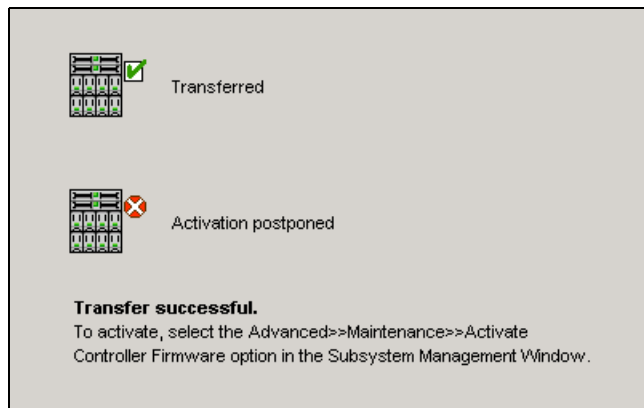 Transferred
Activation postponed
Transfer successful.
To activate, select the Advanced>>Maintenance>>Activate
Controller Firmware option in the Subsystem Management Window.